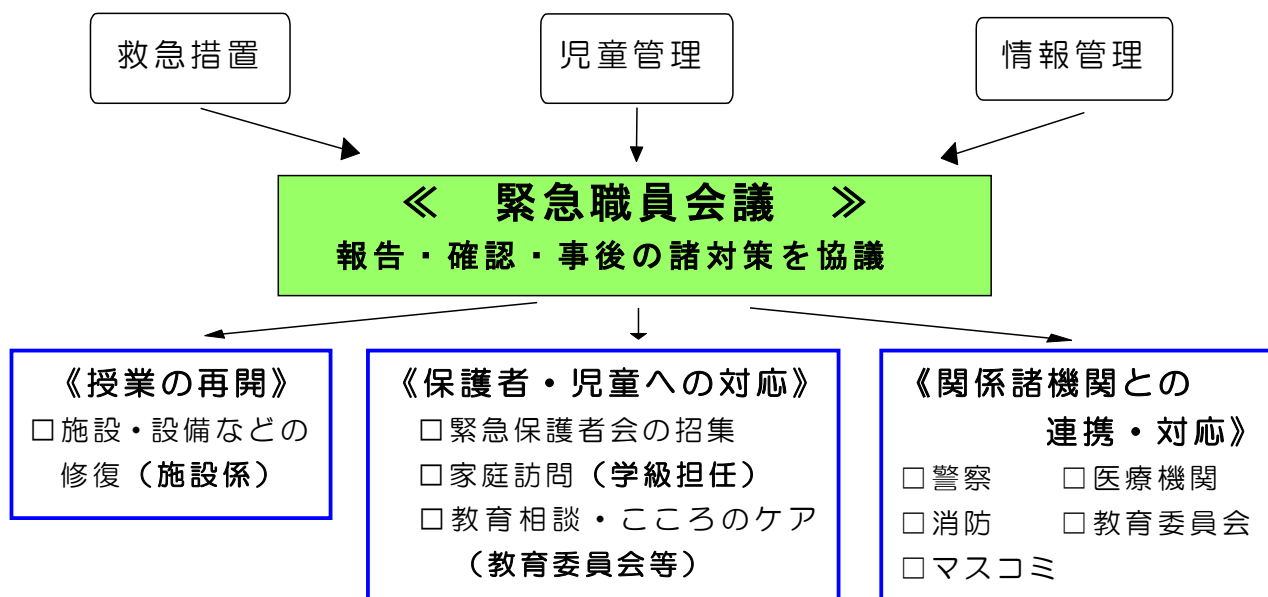 救急措置
児童管理
情報管理
≪　緊急職員会議　≫
報告・確認・事後の諸対策を協議
《授業の再開》
□施設・設備などの
修復（施設係）
《保護者・児童への対応》
□緊急保護者会の招集
□家庭訪問（学級担任）
□教育相談・こころのケア
（教育委員会等）
《関係諸機関との
連携・対応》
□警察　　□医療機関
□消防　　□教育委員会
□マスコミ